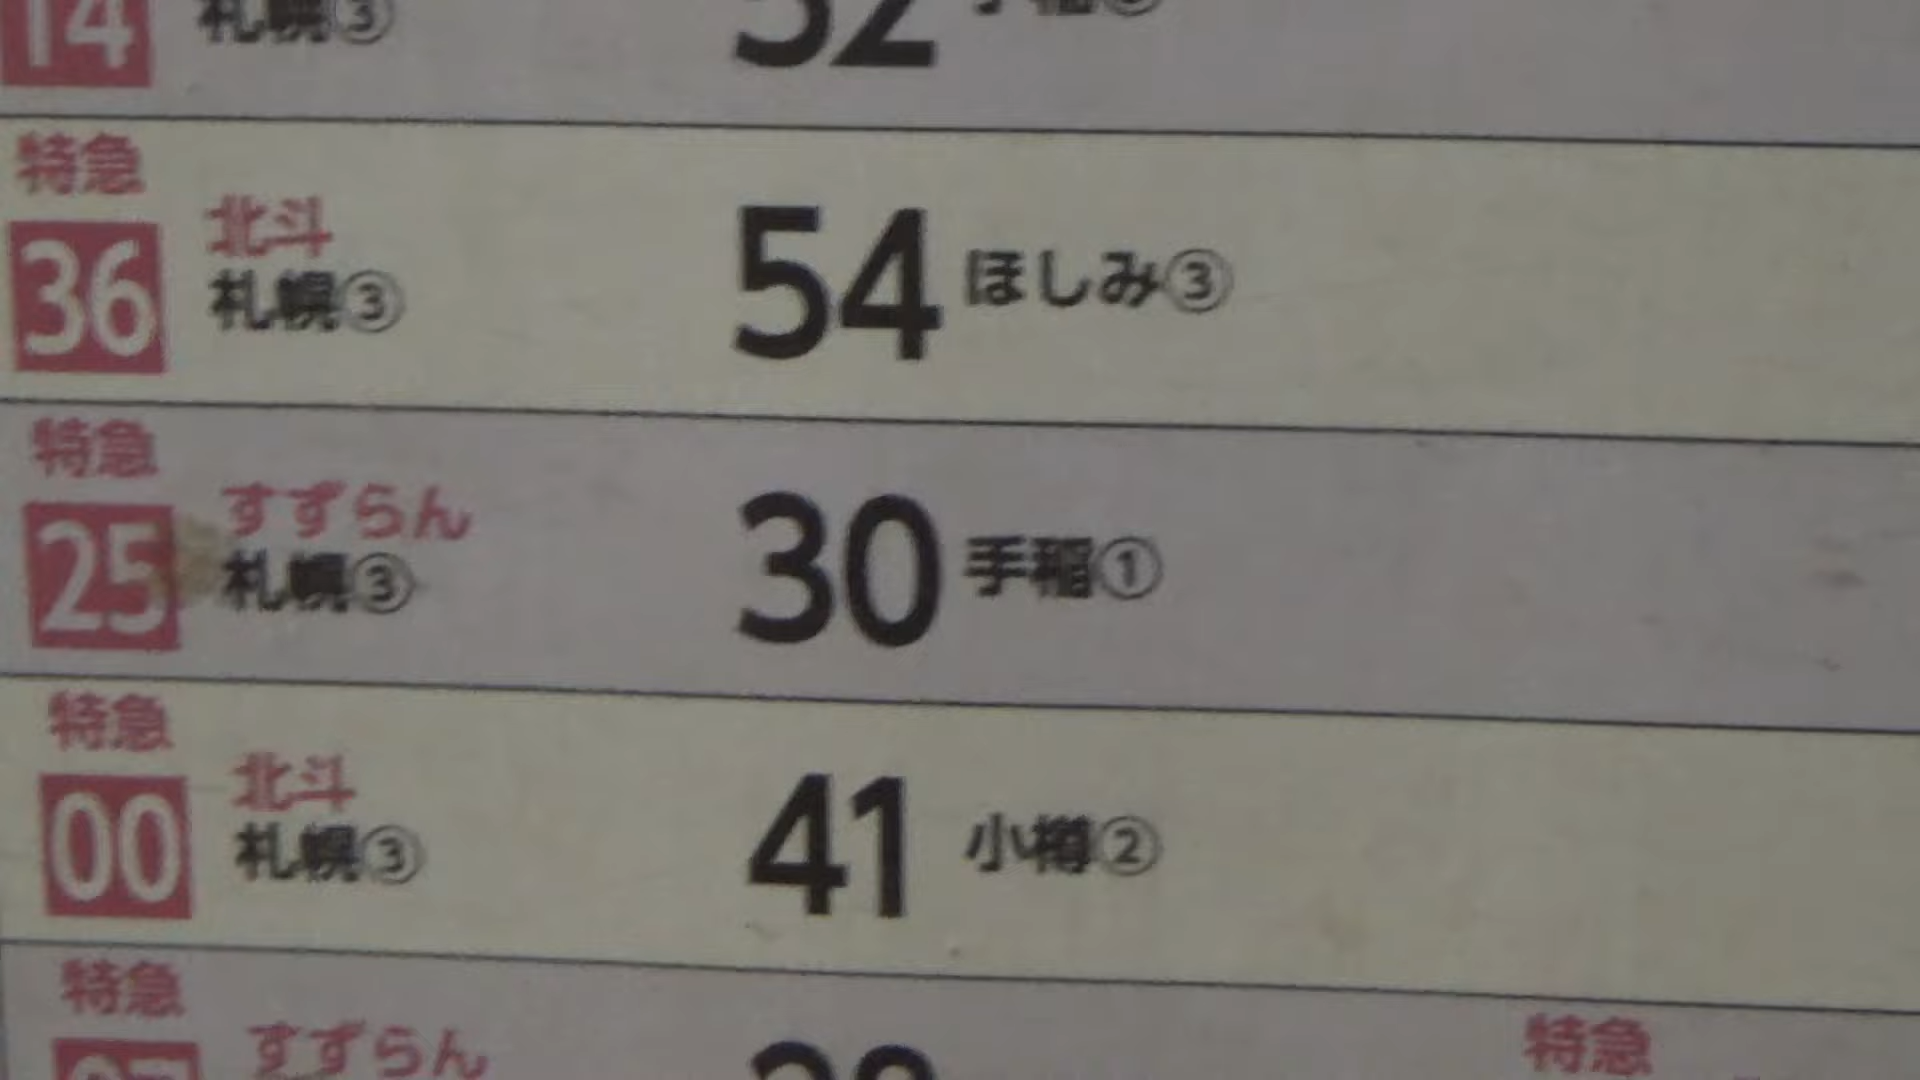 14 札幌③ 52
特急
北斗
36 札幌③ 54 ほしみ③
特急
すずらん
25 札幌③ 30 手稲①
特急
北斗
00 札幌③ 41 小樽②
特急 特急
すずらん